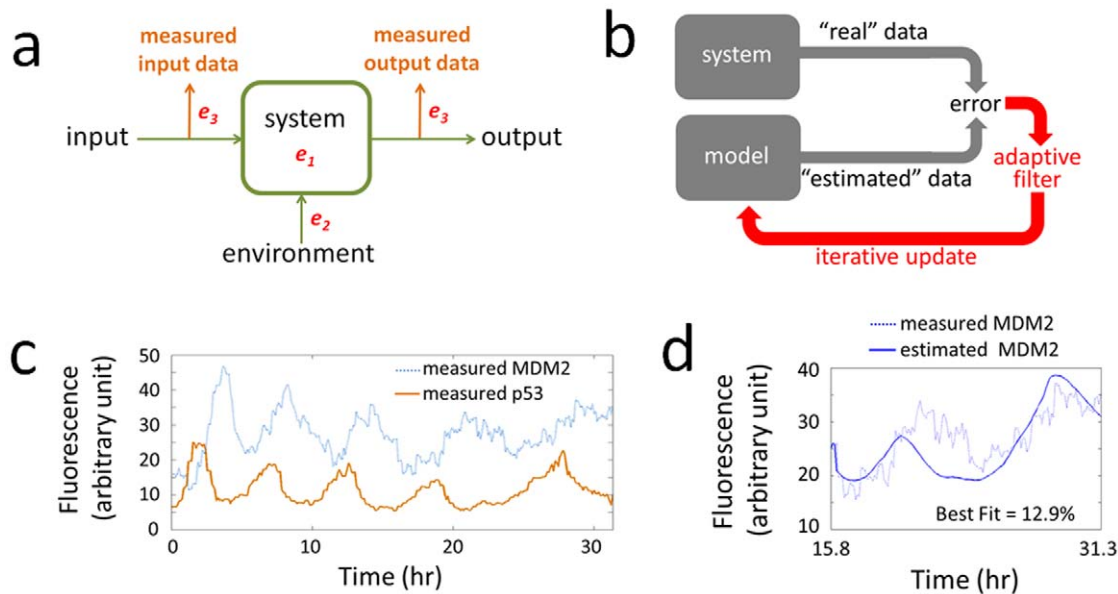 a
measured
input data
measured
output data
e3
e3
input
system
e1
output
e2
environment
b
system
"real" data
error
model
"estimated" data
adaptive
filter
iterative update
c
Fluorescence
(arbitrary unit)
50
40
30
20
10
0
measured MDM2
measured p53
0
10
20
30
Time (hr)
d
measured MDM2
estimated MDM2
Fluorescence
(arbitrary unit)
40
30
20
10
Best Fit = 12.9%
15.8
31.3
Time (hr)